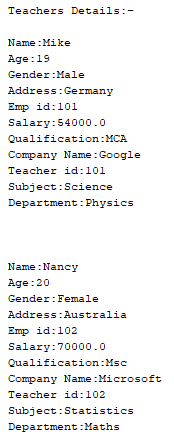 Teachers Details:-
Name:Mike
Age:19
Gender:Male
Address:Germany
Emp id:101
Salary:54000.0
Qualification:MCA
Company Name:Google
Teacher id:101
Subject:Science
Department:Physics
Name:Nancy
Age:20
Gender:Female
Address:Australia
Emp id:102
Salary:70000.0
Qualification:Msc
Company Name:Microsoft
Teacher id:102
Subject:Statistics
Department:Maths